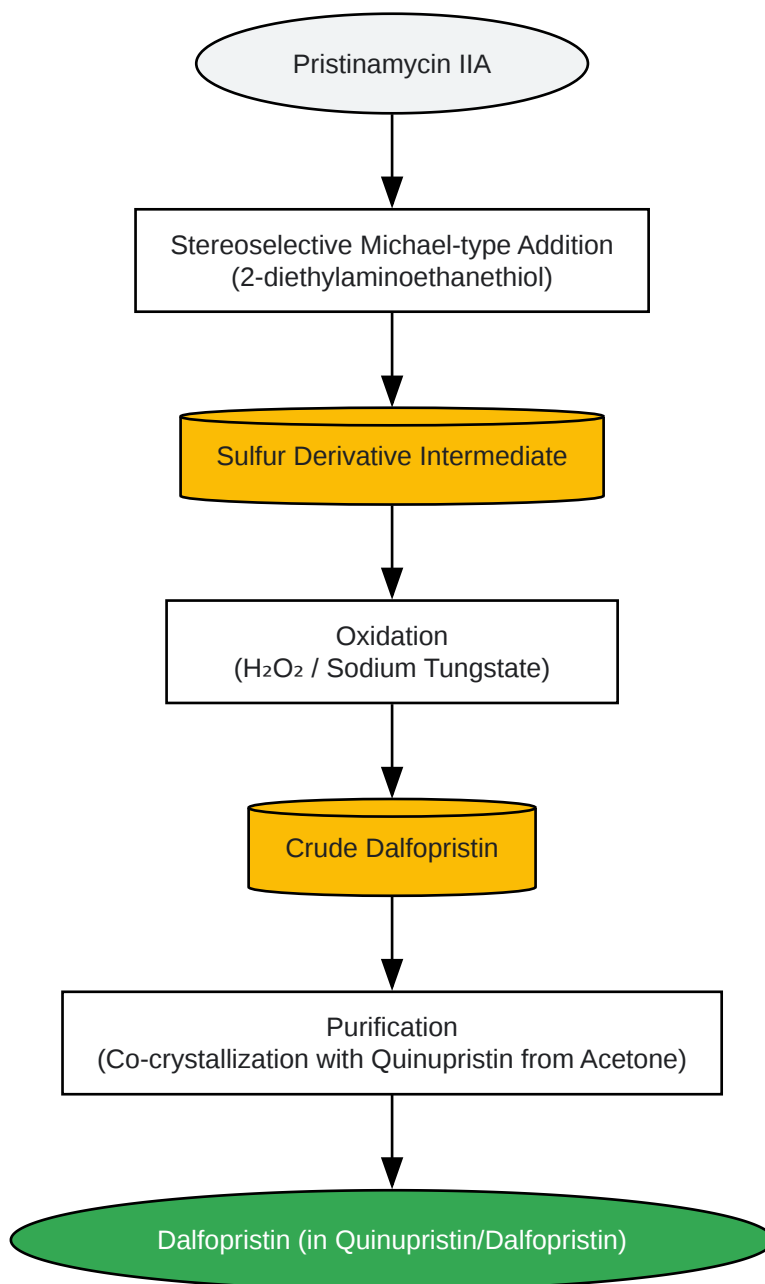 Pristinamycin IIA
Stereoselective Michael-type Addition
(2-diethylaminoethanethiol)
Sulfur Derivative Intermediate
Oxidation
(H₂O₂ / Sodium Tungstate)
Crude Dalfopristin
Purification
(Co-crystallization with Quinupristin from Acetone)
Dalfopristin (in Quinupristin/Dalfopristin)